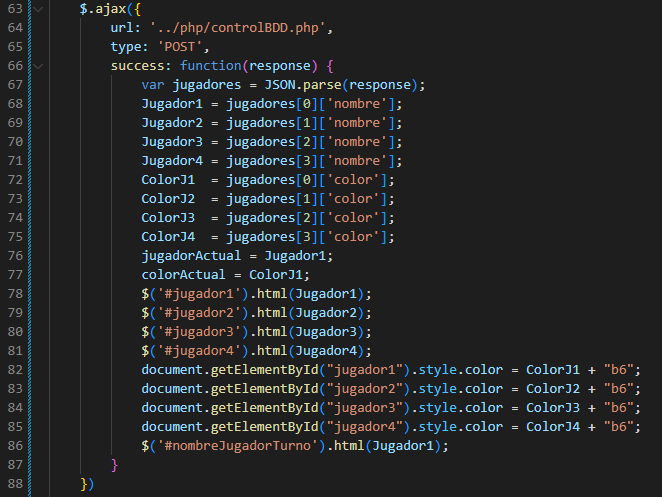 63 $.ajax({
64 url: '../php/controlBDD.php',
65 type: 'POST',
66 success: function(response) {
67 var jugadores = JSON.parse(response);
68 Jugador1 = jugadores[0]['nombre'];
69 Jugador2 = jugadores[1]['nombre'];
70 Jugador3 = jugadores[2]['nombre'];
71 Jugador4 = jugadores[3]['nombre'];
72 ColorJ1  = jugadores[0]['color'];
73 ColorJ2  = jugadores[1]['color'];
74 ColorJ3  = jugadores[2]['color'];
75 ColorJ4  = jugadores[3]['color'];
76 jugadorActual = Jugador1;
77 colorActual = ColorJ1;
78 $('#jugador1').html(Jugador1);
79 $('#jugador2').html(Jugador2);
80 $('#jugador3').html(Jugador3);
81 $('#jugador4').html(Jugador4);
82 document.getElementById("jugador1").style.color = ColorJ1 + "b6";
83 document.getElementById("jugador2").style.color = ColorJ2 + "b6";
84 document.getElementById("jugador3").style.color = ColorJ3 + "b6";
85 document.getElementById("jugador4").style.color = ColorJ4 + "b6";
86 $('#nombreJugadorTurno').html(Jugador1);
87 }
88 })